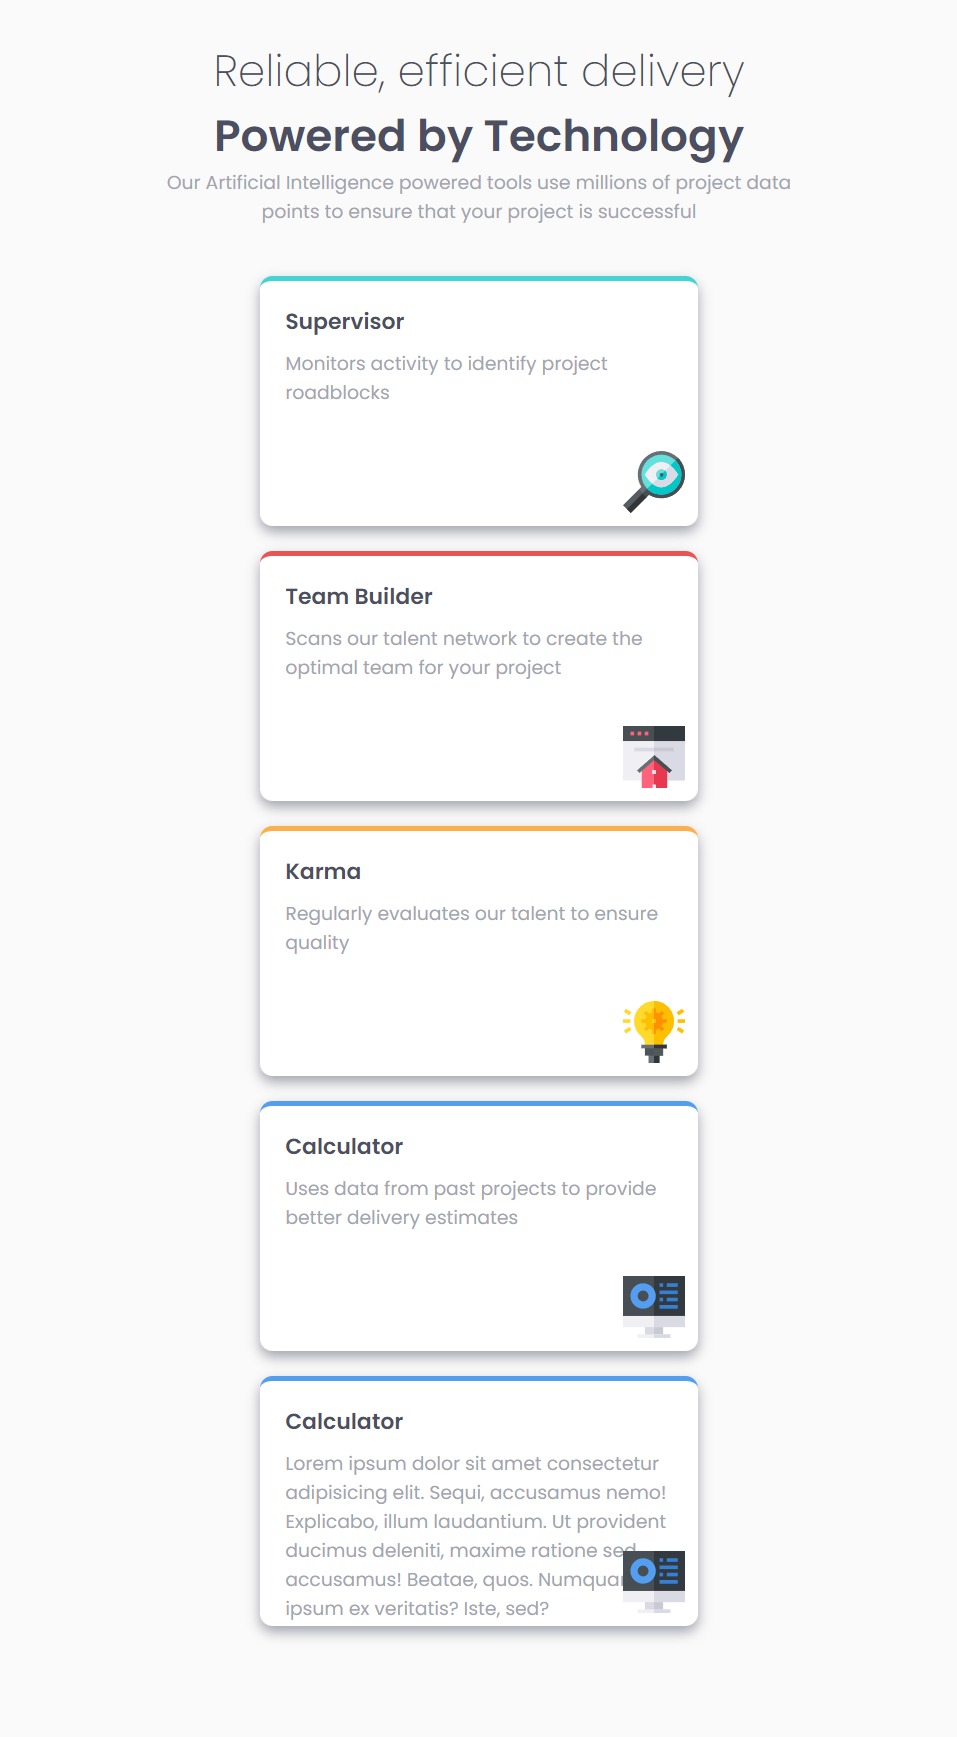 Reliable, efficient delivery
Powered by Technology
Our Artificial Intelligence powered tools use millions of project data
points to ensure that your project is successful
Supervisor
Monitors activity to identify project
roadblocks
Team Builder
Scans our talent network to create the
optimal team for your project
Karma
Regularly evaluates our talent to ensure
quality
Calculator
Uses data from past projects to provide
better delivery estimates
Calculator
Lorem ipsum dolor sit amet consectetur
adipisicing elit. Sequi, accusamus nemo!
Explicabo, illum laudantium. Ut provident
ducimus deleniti, maxime ratione sed
accusamus! Beatae, quos.
ipsum ex veritatis? Iste, sed?